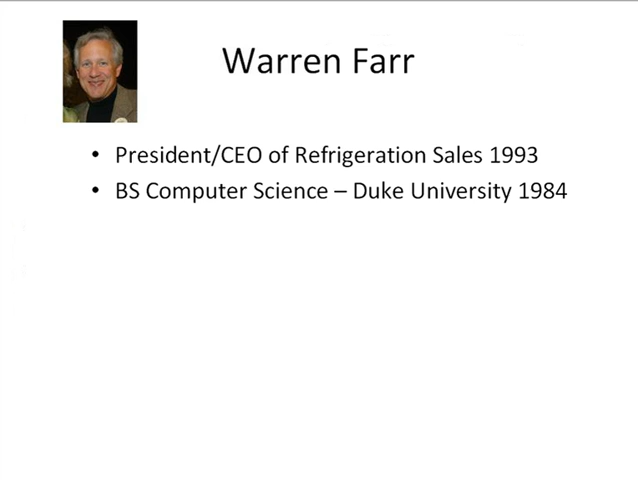 Warren Farr
• President/CEO of Refrigeration Sales 1993
• BS Computer Science – Duke University 1984